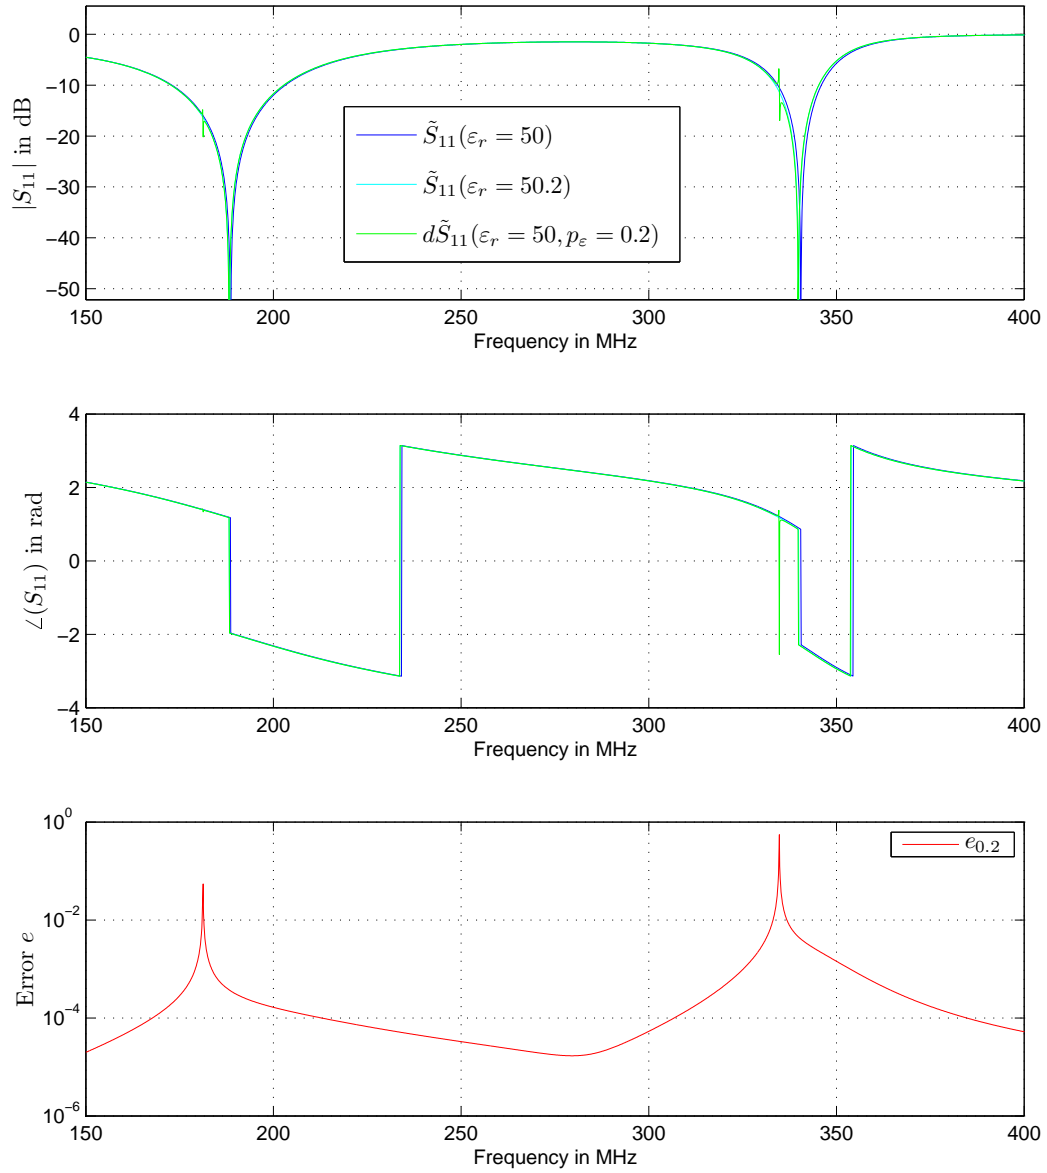 0
−10
−20
−30
−40
−50
|S₁₁| in dB
S̃₁₁(εᵣ = 50)
S̃₁₁(εᵣ = 50.2)
dS̃₁₁(εᵣ = 50, p_ε = 0.2)
150 200 250 300 350 400
Frequency in MHz
4
2
0
−2
−4
∠(S₁₁) in rad
150 200 250 300 350 400
Frequency in MHz
10⁰
10⁻²
10⁻⁴
10⁻⁶
Error e
e₀.₂
150 200 250 300 350 400
Frequency in MHz